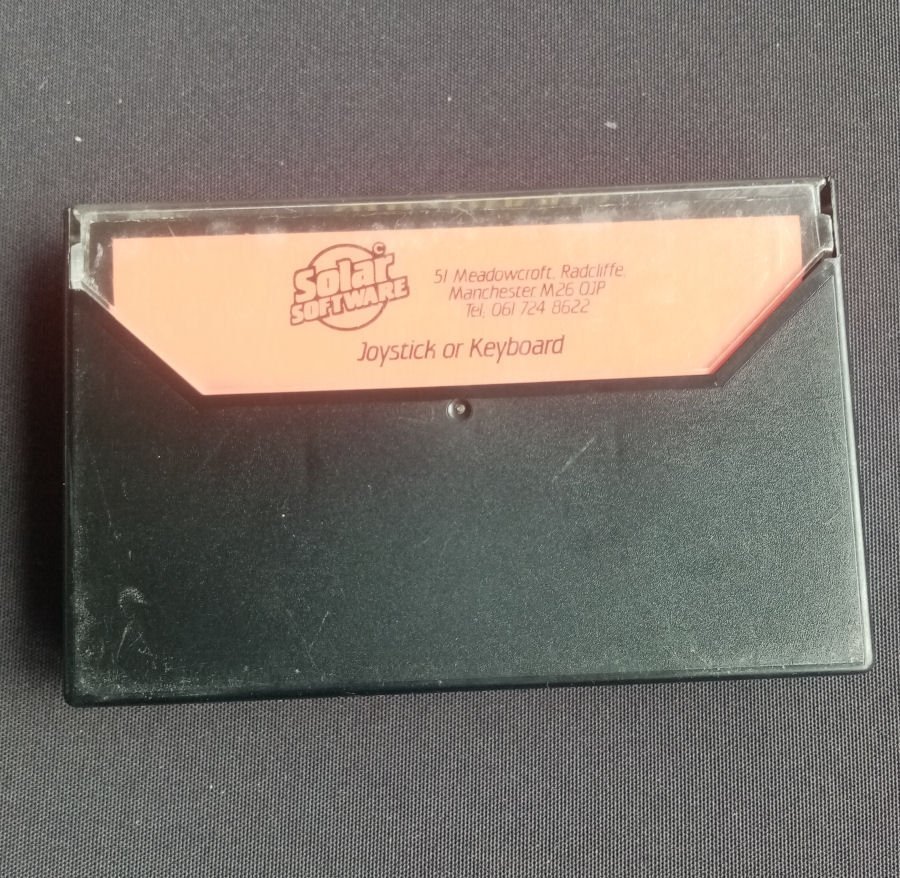 ©
Solar
SOFTWARE
51 Meadowcroft, Radcliffe
Manchester M26 0JP
Tel. 061 724 8622
Joystick or Keyboard